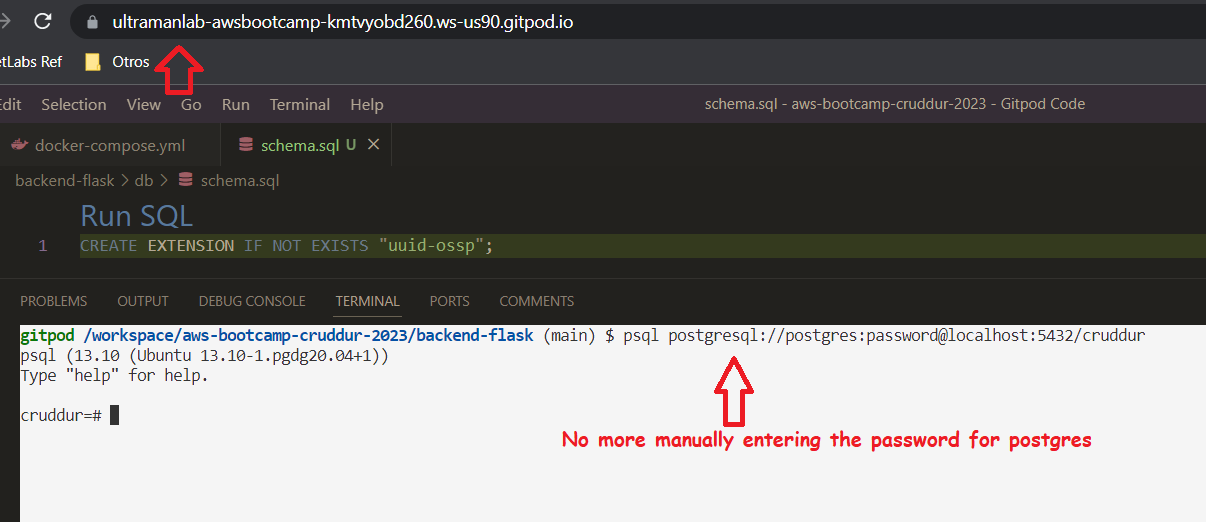 ultramanlab-awsbootcamp-kmtvyobd260.ws-us90.gitpod.io
etLabs Ref Otros
Edit Selection View Go Run Terminal Help schema.sql - aws-bootcamp-cruddur-2023 - Gitpod Code
docker-compose.yml schema.sql U
backend-flask > db > schema.sql
Run SQL
1 CREATE EXTENSION IF NOT EXISTS "uuid-ossp";
PROBLEMS OUTPUT DEBUG CONSOLE TERMINAL PORTS COMMENTS
gitpod /workspace/aws-bootcamp-cruddur-2023/backend-flask (main) $ psql postgresql://postgres:password@localhost:5432/cruddur
psql (13.10 (Ubuntu 13.10-1.pgdg20.04+1))
Type "help" for help.
cruddur=#
No more manually entering the password for postgres